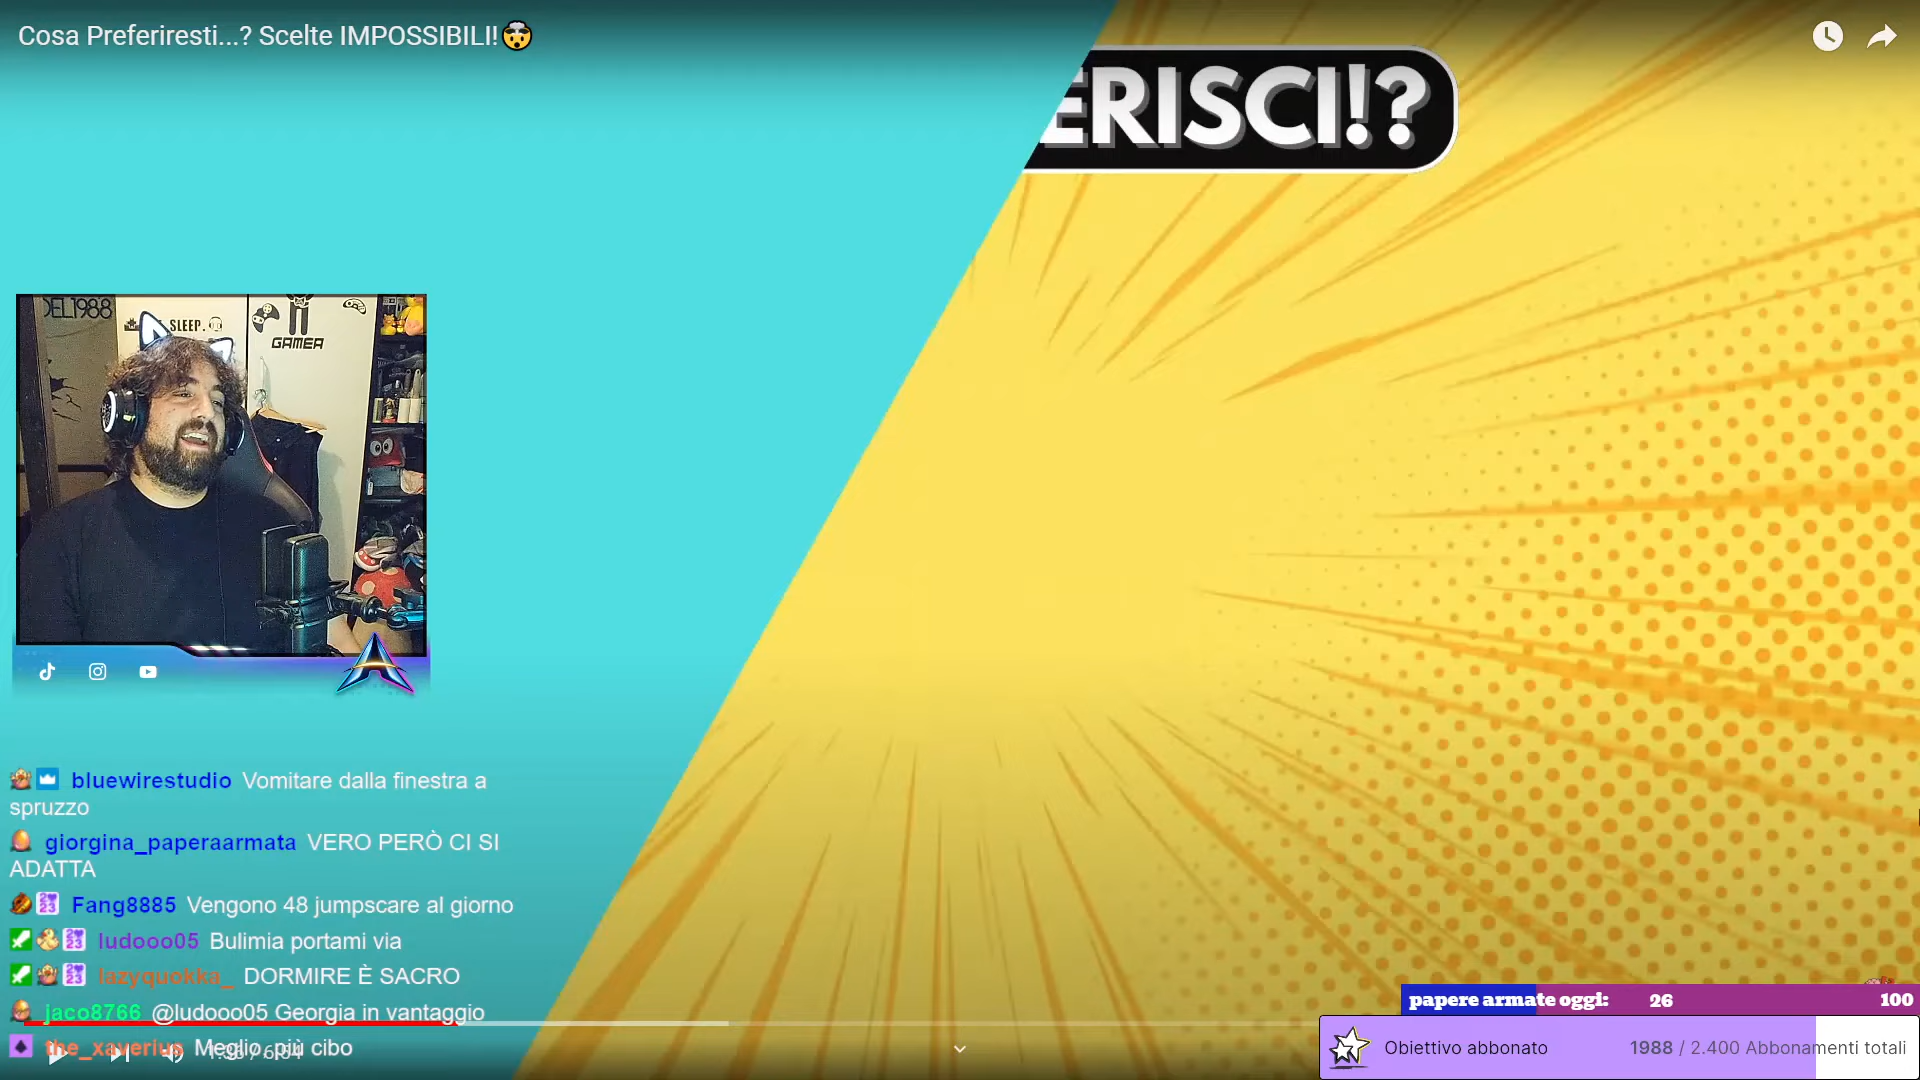 Cosa Preferiresti...? Scelte IMPOSSIBILI!
ERISCI!?
DEL1988
SLEEP.
GAMER
bluewirestudio Vomitare dalla finestra a
spruzzo
giorgina_paperaarmata VERO PERÒ CI SI
ADATTA
Fang8885 Vengono 48 jumpscare al giorno
ludooo05 Bulimia portami via
lazyquokka_ DORMIRE È SACRO
jaco8766 @ludooo05 Georgia in vantaggio
the_xaverius Meglio, più cibo
papere armate oggi: 26 100
Obiettivo abbonato 1988 / 2.400 Abbonamenti totali